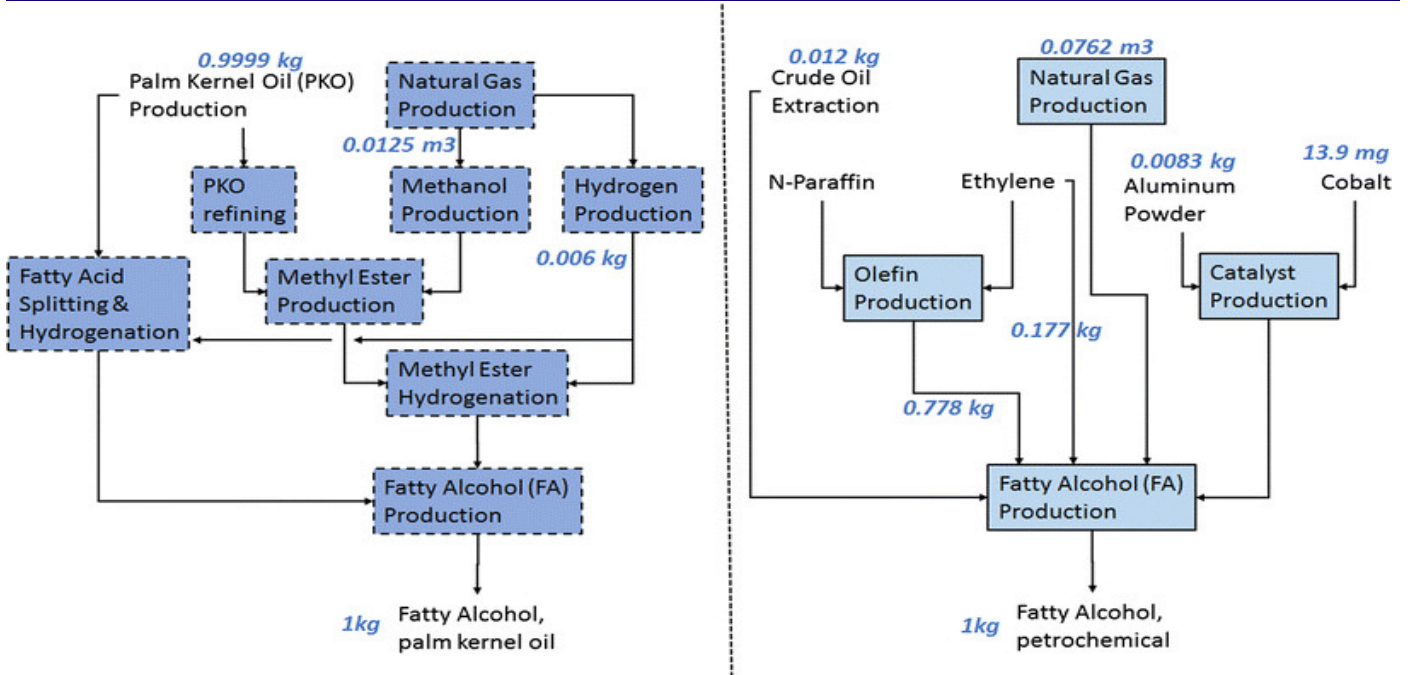 0.9999 kg
Palm Kernel Oil (PKO)
Production
Natural Gas
Production
0.0125 m3
PKO
refining
Methanol
Production
Hydrogen
Production
0.006 kg
Fatty Acid
Splitting &
Hydrogenation
Methyl Ester
Production
Methyl Ester
Hydrogenation
Fatty Alcohol (FA)
Production
1kg
Fatty Alcohol,
palm kernel oil
0.012 kg
Crude Oil
Extraction
0.0762 m3
Natural Gas
Production
N-Paraffin
Ethylene
0.0083 kg
Aluminum
Powder
13.9 mg
Cobalt
Olefin
Production
Catalyst
Production
0.177 kg
0.778 kg
Fatty Alcohol (FA)
Production
1kg
Fatty Alcohol,
petrochemical